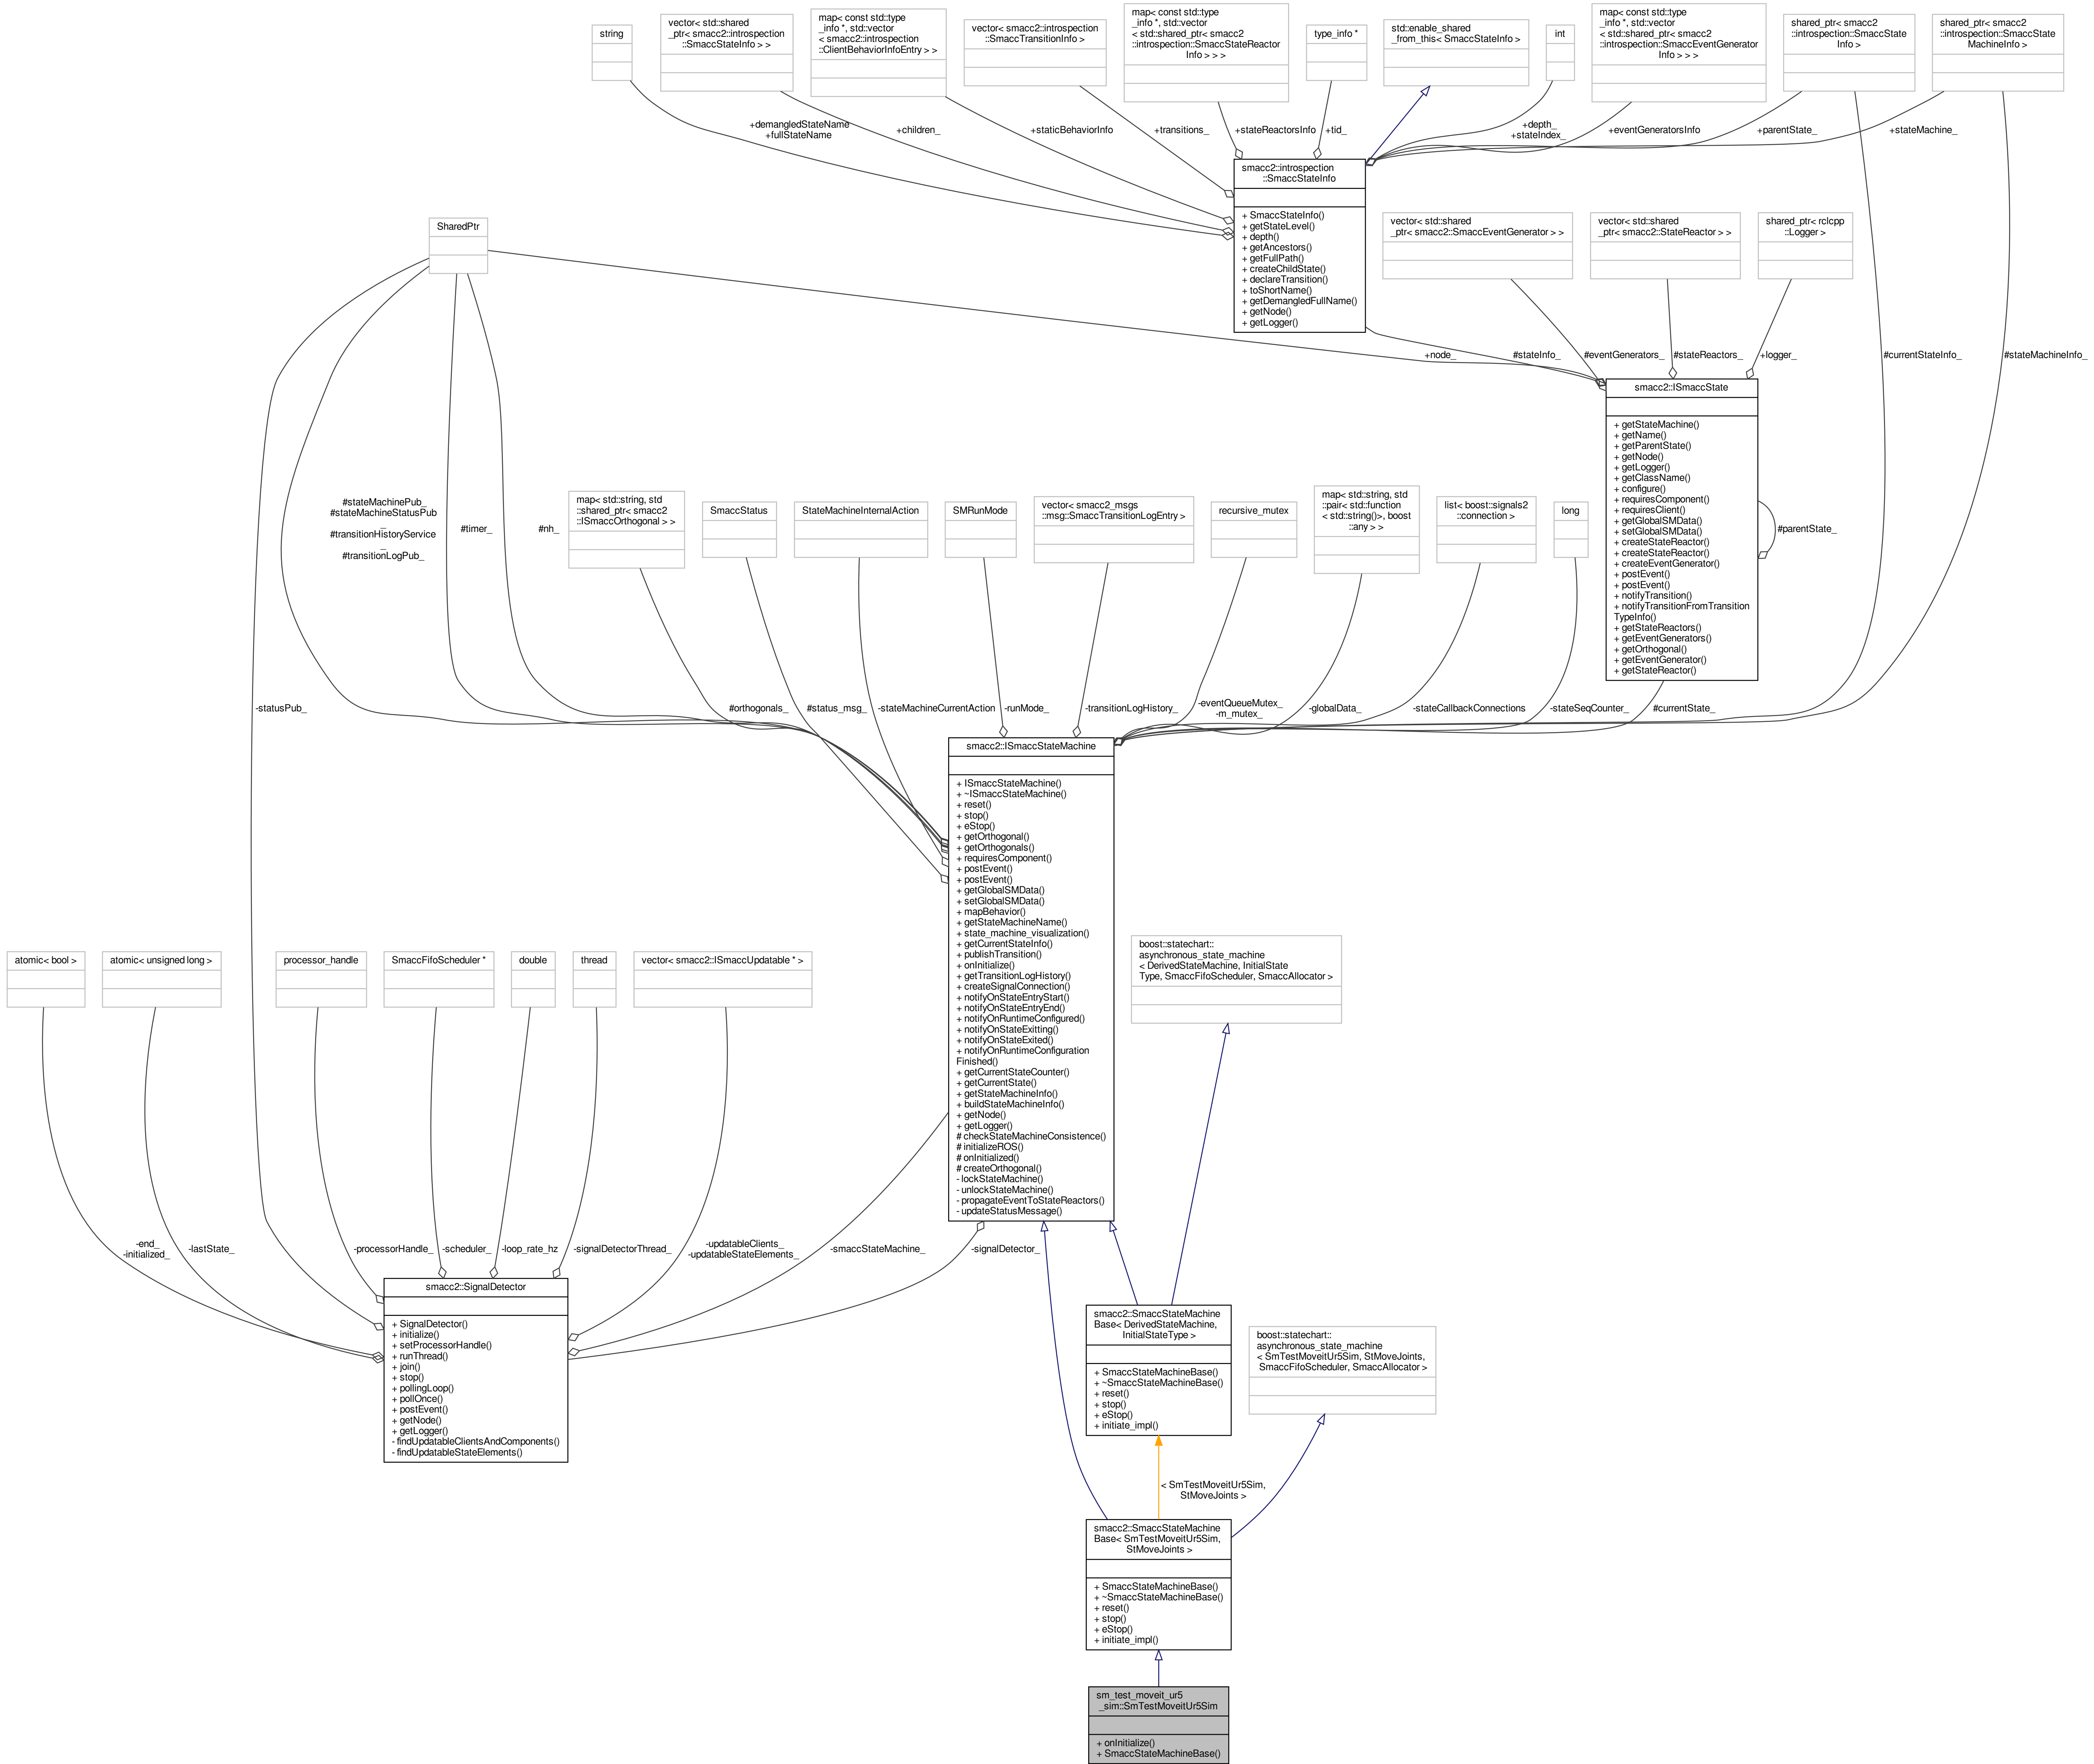 string
vector< std::shared
_ptr< smacc2::introspection
::SmaccStateInfo > >
map< const std::type
_info *, std::vector
< smacc2::introspection
::ClientBehaviorInfoEntry > >
vector< smacc2::introspection
::SmaccTransitionInfo >
map< const std::type
_info *, std::vector
< std::shared_ptr< smacc2
::introspection::SmaccStateReactor
Info > > >
type_info *
std::enable_shared
_from_this< SmaccStateInfo >
int
map< const std::type
_info *, std::vector
< std::shared_ptr< smacc2
::introspection::SmaccEventGenerator
Info > > >
shared_ptr< smacc2
::introspection::SmaccState
Info >
shared_ptr< smacc2
::introspection::SmaccState
MachineInfo >
+demangledStateName
+fullStateName
+children_
+staticBehaviorInfo
+transitions_
+stateReactorsInfo
+tid_
+depth_
+stateIndex_
+eventGeneratorsInfo
+parentState_
+stateMachine_
smacc2::introspection
::SmaccStateInfo
+ SmaccStateInfo()
+ getStateLevel()
+ depth()
+ getAncestors()
+ getFullPath()
+ createChildState()
+ declareTransition()
+ toShortName()
+ getDemangledFullName()
+ getNode()
+ getLogger()
SharedPtr
vector< std::shared
_ptr< smacc2::SmaccEventGenerator > >
vector< std::shared
_ptr< smacc2::StateReactor > >
shared_ptr< rclcpp
::Logger >
+node_
#stateInfo_
#eventGenerators_
#stateReactors_
+logger_
#currentStateInfo_
#stateMachineInfo_
smacc2::ISmaccState
+ getStateMachine()
+ getName()
+ getParentState()
+ getNode()
+ getLogger()
+ getClassName()
+ configure()
+ requiresComponent()
+ requiresClient()
+ getGlobalSMData()
+ setGlobalSMData()
+ createStateReactor()
+ createStateReactor()
+ createEventGenerator()
+ postEvent()
+ postEvent()
+ notifyTransition()
+ notifyTransitionFromTransition
TypeInfo()
+ getStateReactors()
+ getEventGenerators()
+ getOrthogonal()
+ getEventGenerator()
+ getStateReactor()
#parentState_
#stateMachinePub_
#stateMachineStatusPub
_
#transitionHistoryService
_
#transitionLogPub_
#timer_
#nh_
map< std::string, std
::shared_ptr< smacc2
::ISmaccOrthogonal > >
SmaccStatus
StateMachineInternalAction
SMRunMode
vector< smacc2_msgs
::msg::SmaccTransitionLogEntry >
recursive_mutex
map< std::string, std
::pair< std::function
< std::string()>, boost
::any > >
list< boost::signals2
::connection >
long
-statusPub_
#orthogonals_
#status_msg_
-stateMachineCurrentAction
-runMode_
-transitionLogHistory_
-eventQueueMutex_
-m_mutex_
-globalData_
-stateCallbackConnections
-stateSeqCounter_
#currentState_
smacc2::ISmaccStateMachine
+ ISmaccStateMachine()
+ ~ISmaccStateMachine()
+ reset()
+ stop()
+ eStop()
+ getOrthogonal()
+ getOrthogonals()
+ requiresComponent()
+ postEvent()
+ postEvent()
+ getGlobalSMData()
+ setGlobalSMData()
+ mapBehavior()
+ getStateMachineName()
+ state_machine_visualization()
+ getCurrentStateInfo()
+ publishTransition()
+ onInitialize()
+ getTransitionLogHistory()
+ createSignalConnection()
+ notifyOnStateEntryStart()
+ notifyOnStateEntryEnd()
+ notifyOnRuntimeConfigured()
+ notifyOnStateExitting()
+ notifyOnStateExited()
+ notifyOnRuntimeConfiguration
Finished()
+ getCurrentStateCounter()
+ getCurrentState()
+ getStateMachineInfo()
+ buildStateMachineInfo()
+ getNode()
+ getLogger()
# checkStateMachineConsistence()
# initializeROS()
# onInitialized()
# createOrthogonal()
- lockStateMachine()
- unlockStateMachine()
- propagateEventToStateReactors()
- updateStatusMessage()
atomic< bool >
atomic< unsigned long >
processor_handle
SmaccFifoScheduler *
double
thread
vector< smacc2::ISmaccUpdatable * >
boost::statechart::
asynchronous_state_machine
< DerivedStateMachine, InitialState
Type, SmaccFifoScheduler, SmaccAllocator >
-end_
-initialized_
-lastState_
-processorHandle_
-scheduler_
-loop_rate_hz
-signalDetectorThread_
-updatableClients_
-updatableStateElements_
-smaccStateMachine_
-signalDetector_
smacc2::SignalDetector
+ SignalDetector()
+ initialize()
+ setProcessorHandle()
+ runThread()
+ join()
+ stop()
+ pollingLoop()
+ pollOnce()
+ postEvent()
+ getNode()
+ getLogger()
- findUpdatableClientsAndComponents()
- findUpdatableStateElements()
smacc2::SmaccStateMachine
Base< DerivedStateMachine,
InitialStateType >
+ SmaccStateMachineBase()
+ ~SmaccStateMachineBase()
+ reset()
+ stop()
+ eStop()
+ initiate_impl()
boost::statechart::
asynchronous_state_machine
< SmTestMoveitUr5Sim, StMoveJoints,
SmaccFifoScheduler, SmaccAllocator >
< SmTestMoveitUr5Sim,
StMoveJoints >
smacc2::SmaccStateMachine
Base< SmTestMoveitUr5Sim,
StMoveJoints >
+ SmaccStateMachineBase()
+ ~SmaccStateMachineBase()
+ reset()
+ stop()
+ eStop()
+ initiate_impl()
sm_test_moveit_ur5
_sim::SmTestMoveitUr5Sim
+ onInitialize()
+ SmaccStateMachineBase()